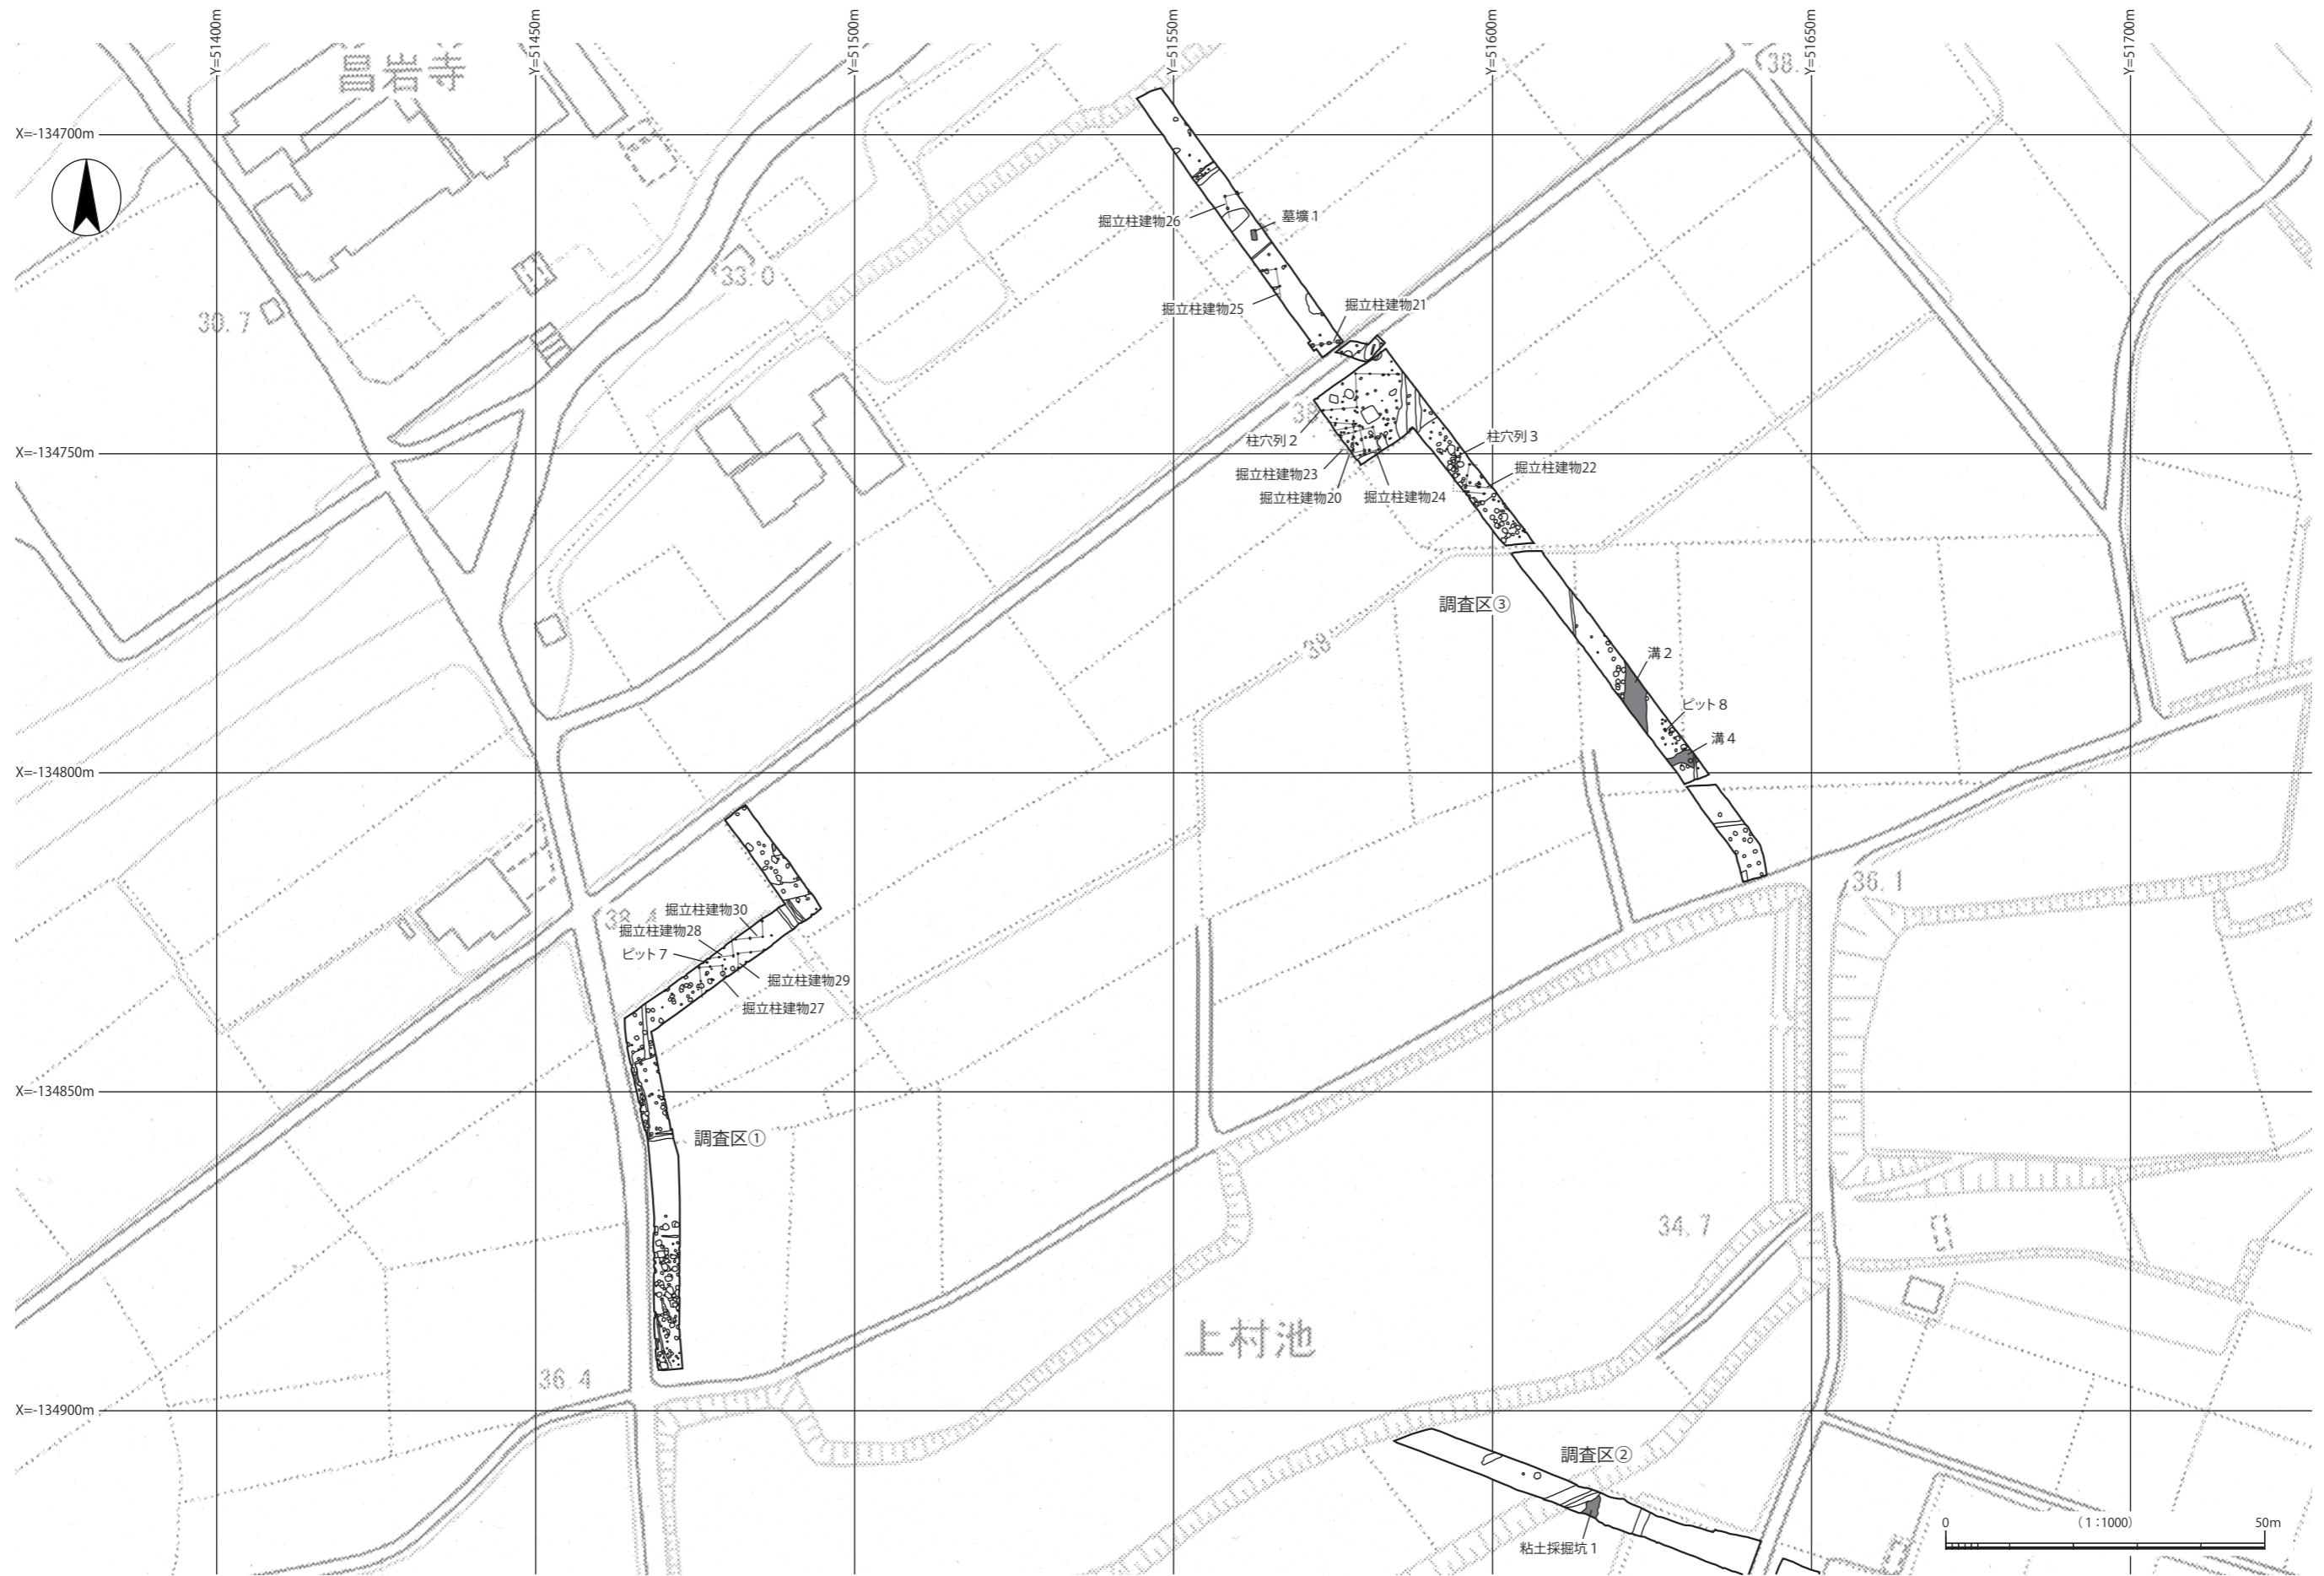 Y=51400m
Y=51450m
Y=51500m
Y=51550m
Y=51600m
Y=51650m
Y=51700m
昌岩寺
38.
X=-134700m
掘立柱建物26
墓壙1
33.0
30.7
掘立柱建物25
掘立柱建物21
38
柱穴列2
柱穴列3
X=-134750m
掘立柱建物23
掘立柱建物22
掘立柱建物20
掘立柱建物24
調査区③
38
溝2
ピット8
溝4
X=-134800m
36.1
38.4
掘立柱建物30
掘立柱建物28
ピット7
掘立柱建物29
掘立柱建物27
X=-134850m
調査区①
34.7
上村池
36.4
X=-134900m
調査区②
粘土採掘坑1
0
(1:1000)
50m